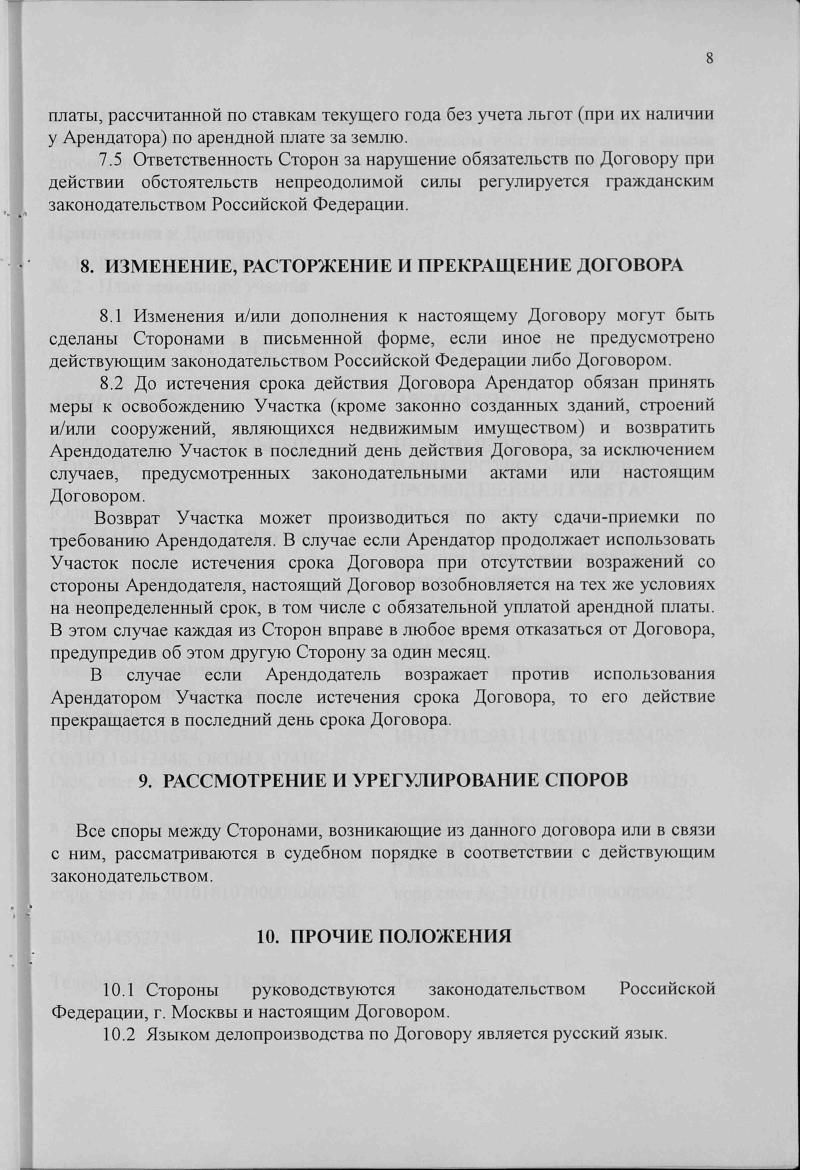 8
платы, рассчитанной по ставкам текущего года без учета льгот (при их наличии
у Арендатора) по арендной плате за землю.
7.5 Ответственность Сторон за нарушение обязательств по Договору при
действии обстоятельств непреодолимой силы регулируется гражданским
законодательством Российской Федерации.
8. ИЗМЕНЕНИЕ, РАСТОРЖЕНИЕ И ПРЕКРАЩЕНИЕ ДОГОВОРА
8.1 Изменения и/или дополнения к настоящему Договору могут быть
сделаны Сторонами в письменной форме, если иное не предусмотрено
действующим законодательством Российской Федерации либо Договором.
8.2 До истечения срока действия Договора Арендатор обязан принять
меры к освобождению Участка (кроме законно созданных зданий, строений
и/или сооружений, являющихся недвижимым имуществом) и возвратить
Арендодателю Участок в последний день действия Договора, за исключением
случаев, предусмотренных законодательными актами или настоящим
Договором.
Возврат Участка может производиться по акту сдачи-приемки по
требованию Арендодателя. В случае если Арендатор продолжает использовать
Участок после истечения срока Договора при отсутствии возражений со
стороны Арендодателя, настоящий Договор возобновляется на тех же условиях
на неопределенный срок, в том числе с обязательной уплатой арендной платы.
В этом случае каждая из Сторон вправе в любое время отказаться от Договора,
предупредив об этом другую Сторону за один месяц.
В случае если Арендодатель возражает против использования
Арендатором Участка после истечения срока Договора, то его действие
прекращается в последний день срока Договора.
9. РАССМОТРЕНИЕ И УРЕГУЛИРОВАНИЕ СПОРОВ
Все споры между Сторонами, возникающие из данного договора или в связи
с ним, рассматриваются в судебном порядке в соответствии с действующим
законодательством.
10. ПРОЧИЕ ПОЛОЖЕНИЯ
10.1 Стороны руководствуются законодательством Российской
Федерации, г. Москвы и настоящим Договором.
10.2 Языком делопроизводства по Договору является русский язык.